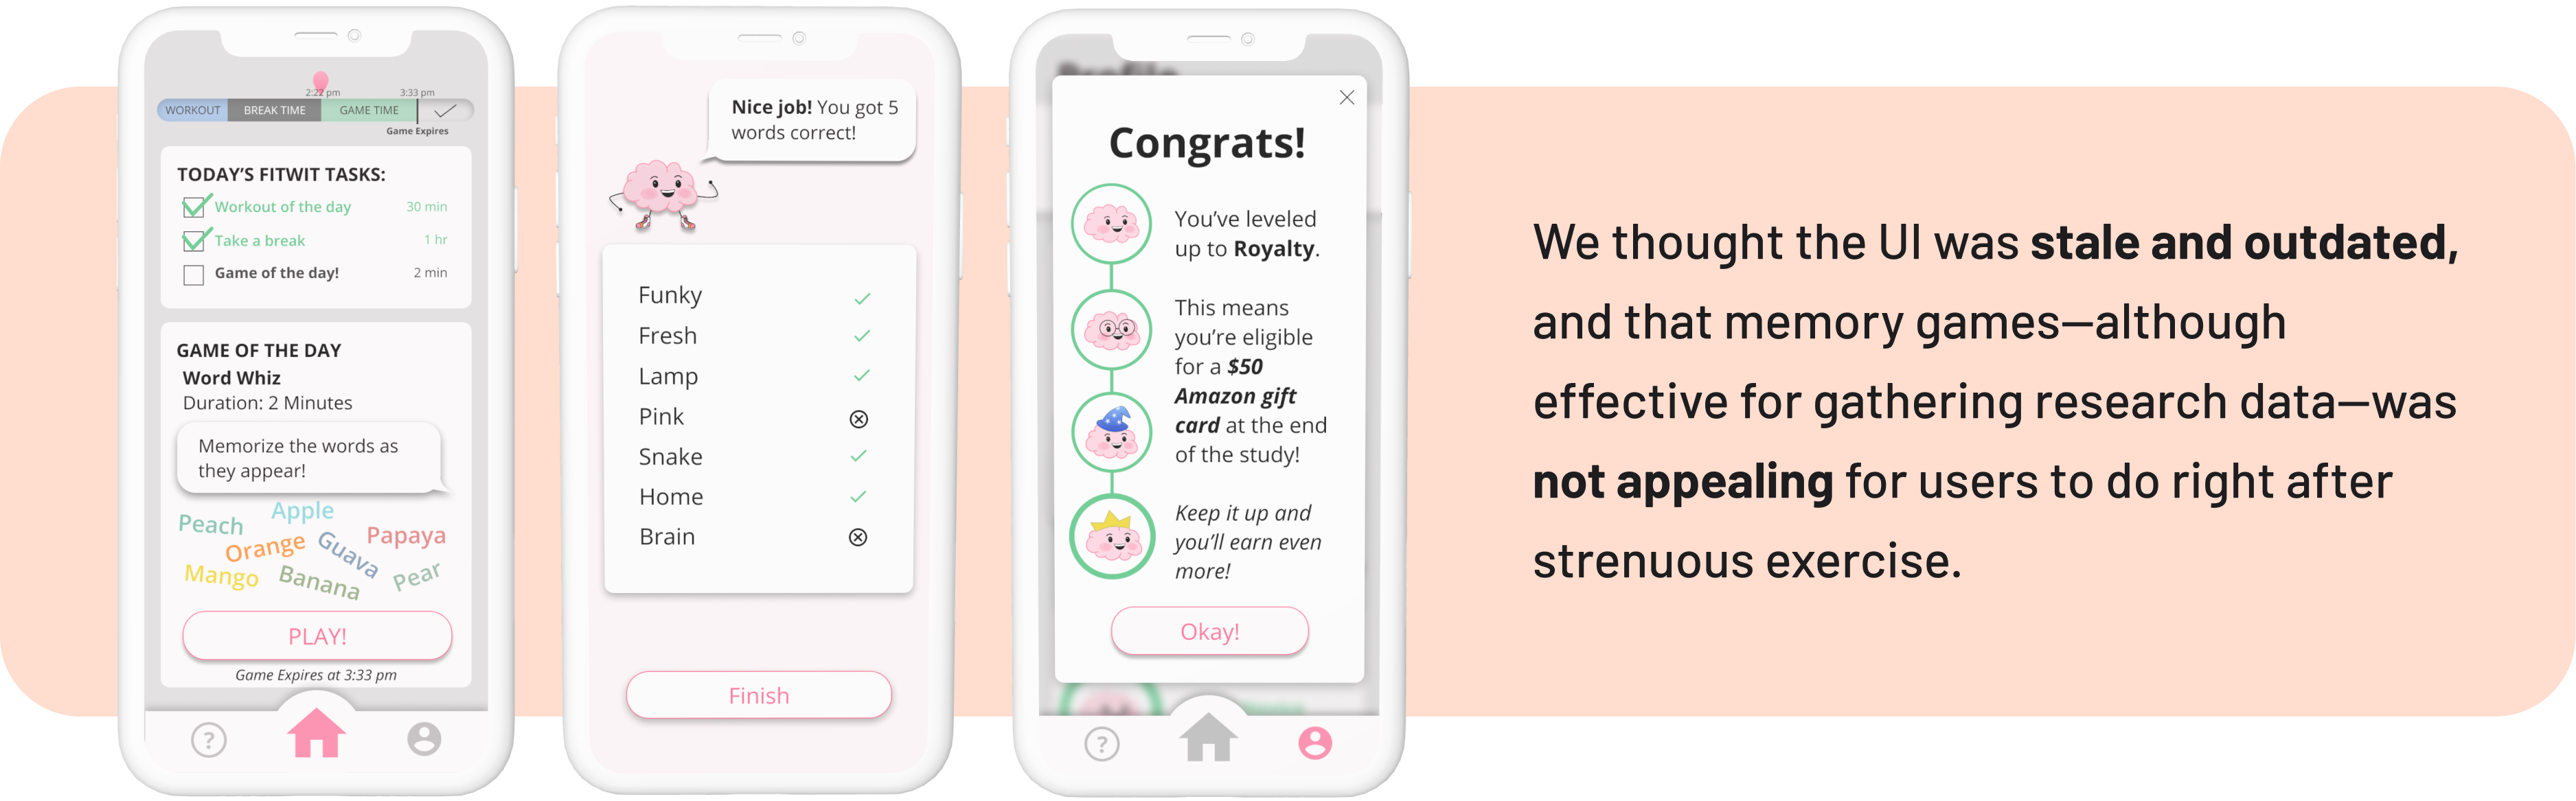 2:22 pm 3:33 pm
WORKOUT BREAK TIME GAME TIME
Game Expires
TODAY'S FITWIT TASKS:
Workout of the day 30 min
Take a break 1 hr
Game of the day! 2 min
GAME OF THE DAY
Word Whiz
Duration: 2 Minutes
Memorize the words as
they appear!
Peach Apple Papaya
Orange Guava
Mango Banana Pear
PLAY!
Game Expires at 3:33 pm
?
Nice job! You got 5
words correct!
Funky
Fresh
Lamp
Pink
Snake
Home
Brain
Finish
Profile
Congrats!
You've leveled
up to Royalty.
This means
you're eligible
for a $50
Amazon gift
card at the end
of the study!
Keep it up and
you'll earn even
more!
Okay!
?
We thought the UI was stale and outdated,
and that memory games—although
effective for gathering research data—was
not appealing for users to do right after
strenuous exercise.